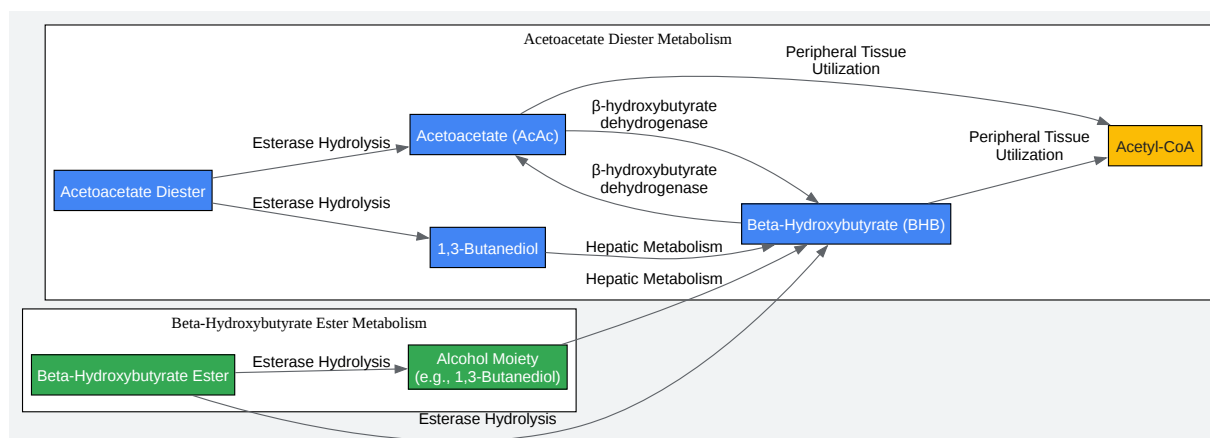 Acetoacetate Diester Metabolism
Peripheral Tissue
Utilization
β-hydroxybutyrate
dehydrogenase
Acetoacetate (AcAc)
Esterase Hydrolysis
Peripheral Tissue
Utilization
Acetyl-CoA
β-hydroxybutyrate
dehydrogenase
Acetoacetate Diester
Esterase Hydrolysis
Beta-Hydroxybutyrate (BHB)
1,3-Butanediol
Hepatic Metabolism
Hepatic Metabolism
Beta-Hydroxybutyrate Ester Metabolism
Beta-Hydroxybutyrate Ester
Esterase Hydrolysis
Alcohol Moiety
(e.g., 1,3-Butanediol)
Esterase Hydrolysis